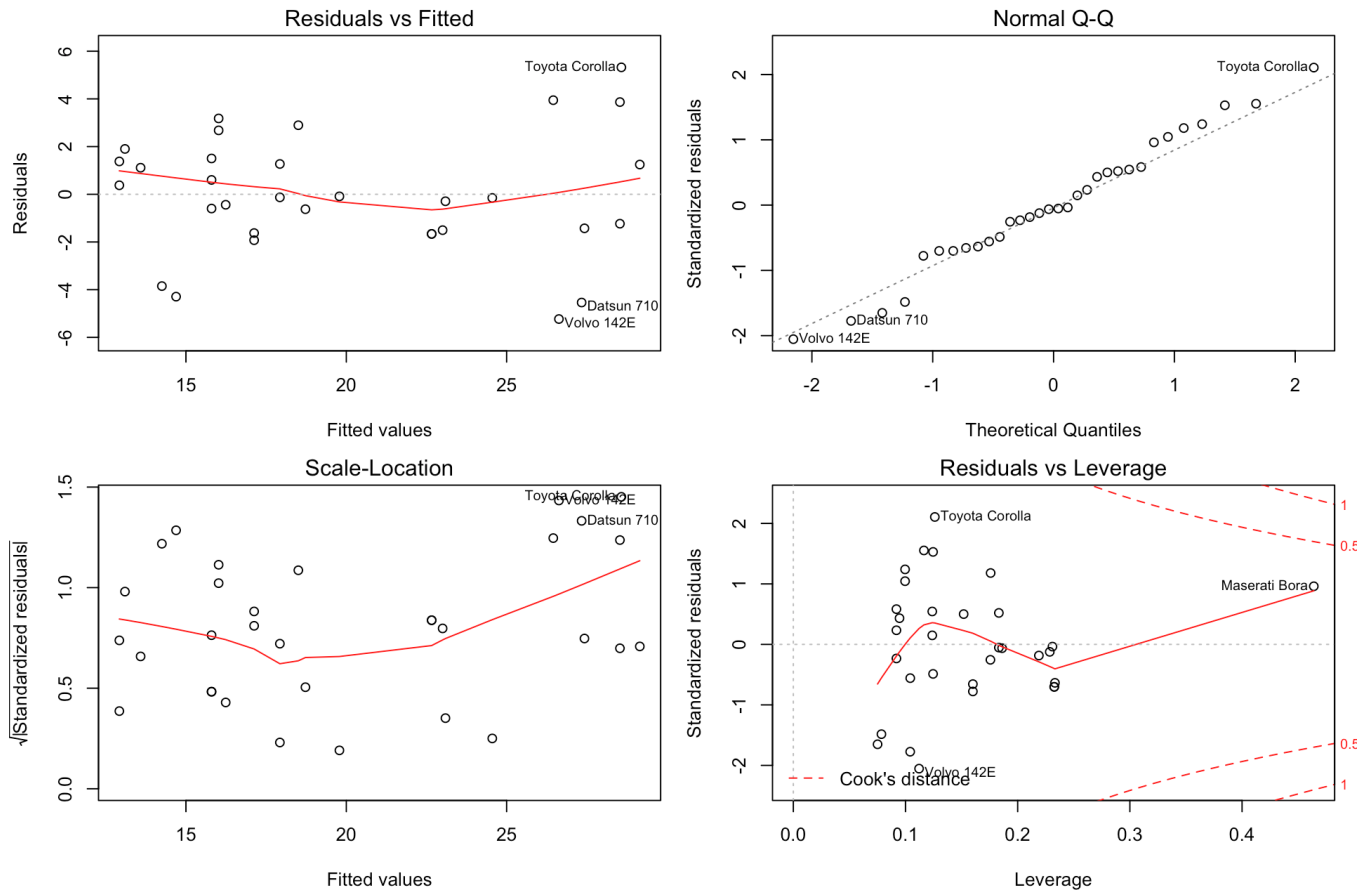 Residuals vs Fitted
Residuals
6
4
2
0
-2
-4
-6
Toyota Corolla
Datsun 710
Volvo 142E
15 20 25
Fitted values
Normal Q-Q
Standardized residuals
2
1
0
-1
-2
Toyota Corolla
Datsun 710
Volvo 142E
-2 -1 0 1 2
Theoretical Quantiles
Scale-Location
√|Standardized residuals|
1.5
1.0
0.5
0.0
Toyota Corolla
Volvo 142E
Datsun 710
15 20 25
Fitted values
Residuals vs Leverage
Standardized residuals
2
1
0
-1
-2
Toyota Corolla
Maserati Bora
Volvo 142E
Cook's distance
1
0.5
0.5
1
0.0 0.1 0.2 0.3 0.4
Leverage